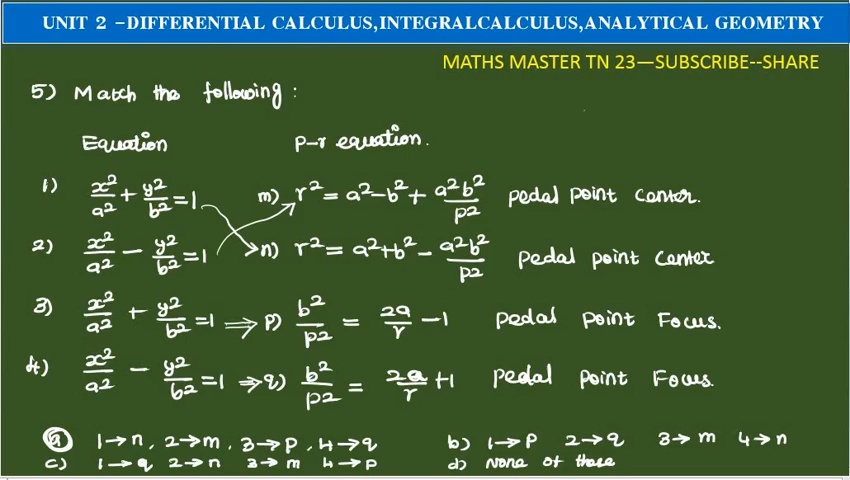 UNIT 2 –DIFFERENTIAL CALCULUS,INTEGRALCALCULUS,ANALYTICAL GEOMETRY
MATHS MASTER TN 23—SUBSCRIBE--SHARE
5) Match the following :
Equation P-r equation.
1) x²/a² + y²/b² = 1 m) r² = a² - b² + a²b²/p² pedal point center.
2) x²/a² - y²/b² = 1 n) r² = a² + b² - a²b²/p² pedal point center
3) x²/a² + y²/b² = 1 ⇒ p) b²/p² = 2a/r - 1 pedal point Focus.
4) x²/a² - y²/b² = 1 ⇒ q) b²/p² = 2a/r + 1 pedal point Focus.
a) 1→n, 2→m, 3→p, 4→q b) 1→p 2→q 3→m 4→n
c) 1→q 2→n 3→m 4→p d) none of these